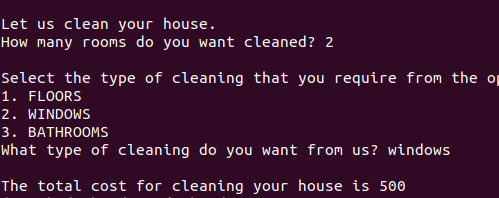 Let us clean your house.
How many rooms do you want cleaned? 2
Select the type of cleaning that you require from the
1. FLOORS
2. WINDOWS
3. BATHROOMS
What type of cleaning do you want from us? windows
The total cost for cleaning your house is 500